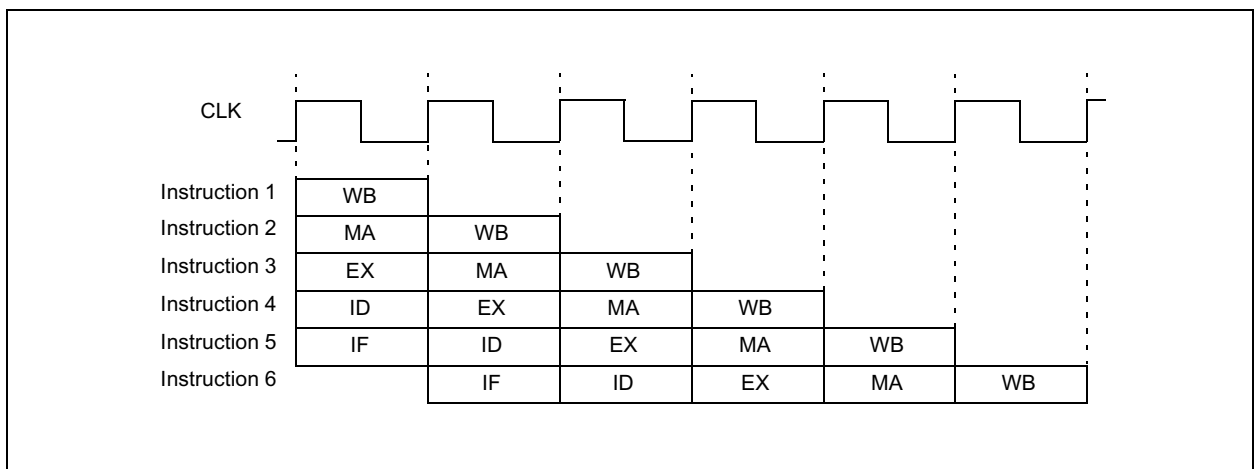 CLK
Instruction 1 WB
Instruction 2 MA WB
Instruction 3 EX MA WB
Instruction 4 ID EX MA WB
Instruction 5 IF ID EX MA WB
Instruction 6 IF ID EX MA WB